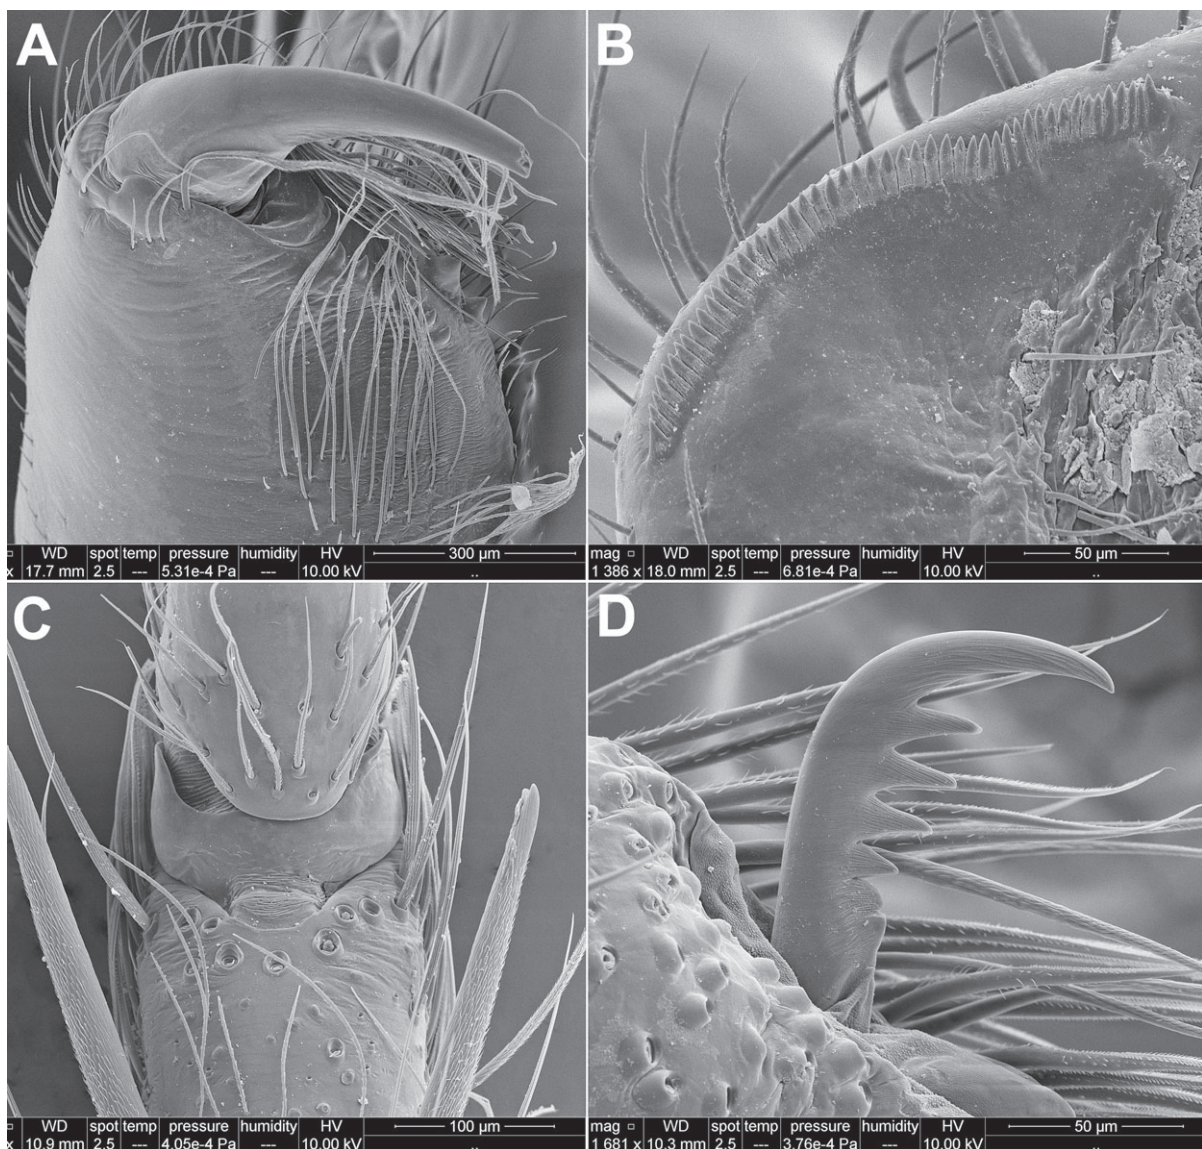 A
B
WD spot temp pressure humidity HV 300 µm
x 17.7 mm 2.5 --- 5.31e-4 Pa --- 10.00 kV ..
mag □ WD spot temp pressure humidity HV 50 µm
1 386 x 18.0 mm 2.5 --- 6.81e-4 Pa --- 10.00 kV ..
C
D
WD spot temp pressure humidity HV 100 µm
x 10.9 mm 2.5 --- 4.05e-4 Pa --- 10.00 kV ..
mag □ WD spot temp pressure humidity HV 50 µm
1 681 x 10.3 mm 2.5 --- 3.76e-4 Pa --- 10.00 kV ..